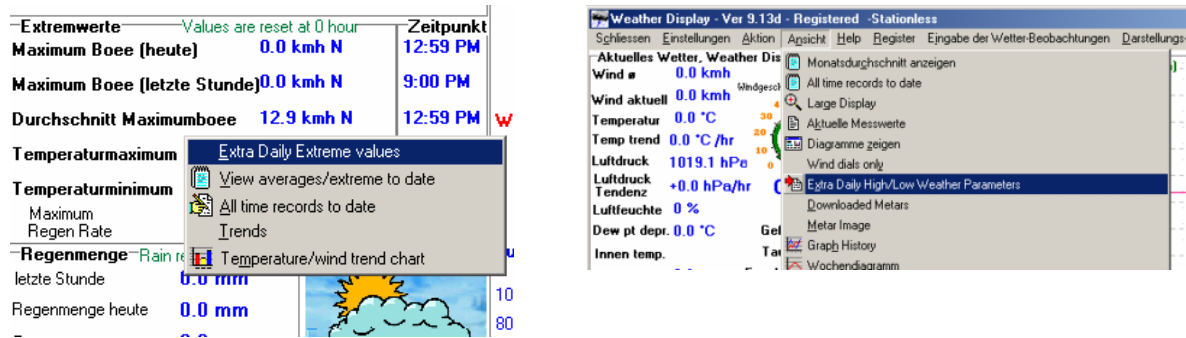 Extremwerte Values are reset at 0 hour Zeitpunkt
Maximum Boee (heute) 0.0 kmh N 12:59 PM
Maximum Boee (letzte Stunde) 0.0 kmh N 9:00 PM
Durchschnitt Maximumboee 12.9 kmh N 12:59 PM
Temperaturmaximum
Temperaturminimum
Maximum
Regen Rate
Extra Daily Extreme values
View averages/extreme to date
All time records to date
Trends
Temperature/wind trend chart
Regenmenge Rain
letzte Stunde 0.0 mm
10
Regenmenge heute 0.0 mm
80
Weather Display - Ver 9.13d - Registered -Stationless
Schliessen Einstellungen Aktion Ansicht Help Register Eingabe der Wetter-Beobachtungen Darstellungs-
Aktuelles Wetter, Weather Dis
Wind ø 0.0 kmh
Wind aktuell 0.0 kmh
Temperatur 0.0 °C 30
Temp trend 0.0 °C /hr 20
10
Luftdruck 1019.1 hPa 0
Luftdruck
Tendenz +0.0 hPa/hr
Luftfeuchte 0 %
Dew pt depr. 0.0 °C
Innen temp.
Monatsdurchschnitt anzeigen
All time records to date
Large Display
Aktuelle Messwerte
Diagramme zeigen
Wind dials only
Extra Daily High/Low Weather Parameters
Downloaded Metars
Metar Image
Graph History
Wochendiagramm